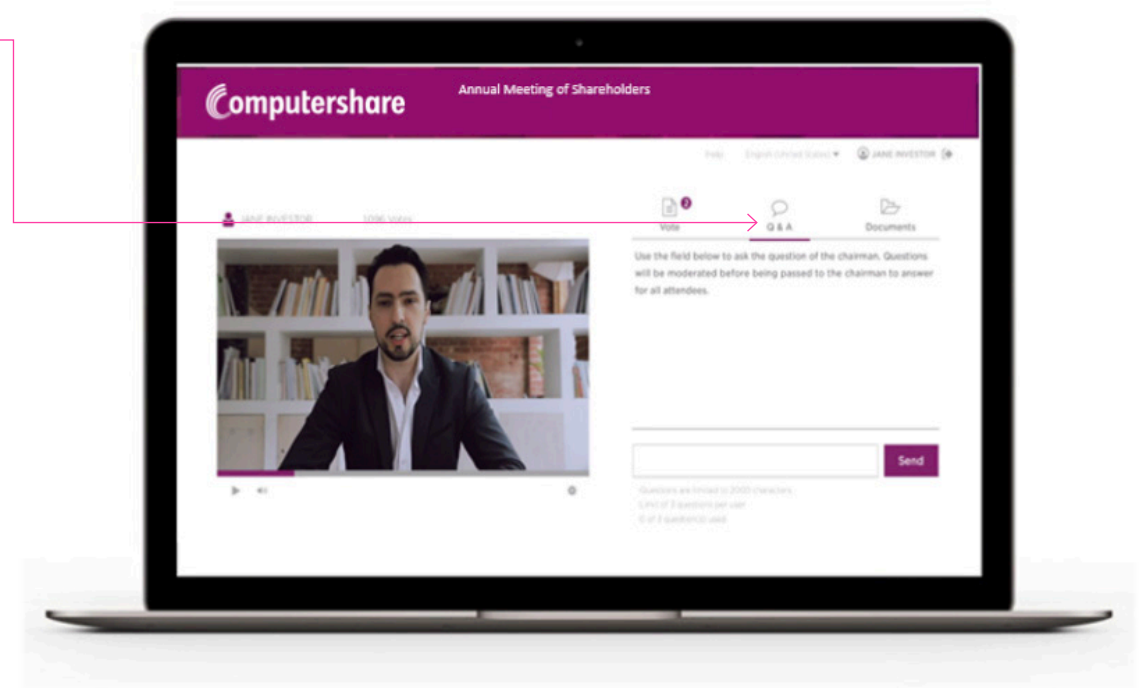 Computershare
Annual Meeting of Shareholders
Help English (United States) JANE INVESTOR
JANE INVESTOR 1096 Votes
2
Vote Q & A Documents
Use the field below to ask the question of the chairman. Questions
will be moderated before being passed to the chairman to answer
for all attendees.
Send
Questions are limited to 2000 characters
Limit of 3 questions per user
0 of 3 question(s) used